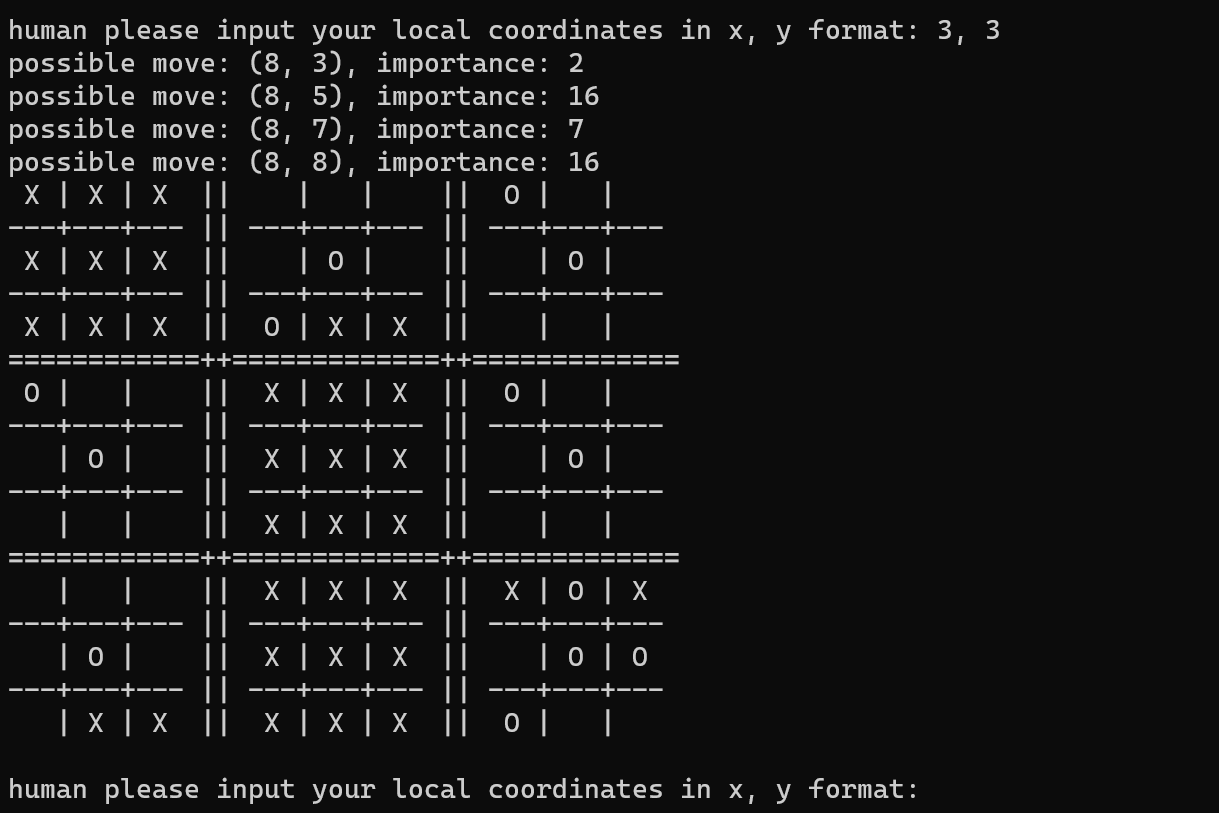 human please input your local coordinates in x, y format: 3, 3
possible move: (8, 3), importance: 2
possible move: (8, 5), importance: 16
possible move: (8, 7), importance: 7
possible move: (8, 8), importance: 16
 X | X | X  ||    |   |    ||  O |   |
---+---+--- || ---+---+--- || ---+---+---
 X | X | X  ||    | O |    ||    | O |
---+---+--- || ---+---+--- || ---+---+---
 X | X | X  ||  O | X | X  ||    |   |
============++=============++=============
 O |   |    ||  X | X | X  ||  O |   |
---+---+--- || ---+---+--- || ---+---+---
   | O |    ||  X | X | X  ||    | O |
---+---+--- || ---+---+--- || ---+---+---
   |   |    ||  X | X | X  ||    |   |
============++=============++=============
   |   |    ||  X | X | X  ||  X | O | X
---+---+--- || ---+---+--- || ---+---+---
   | O |    ||  X | X | X  ||    | O | O
---+---+--- || ---+---+--- || ---+---+---
   | X | X  ||  X | X | X  ||  O |   |
human please input your local coordinates in x, y format: